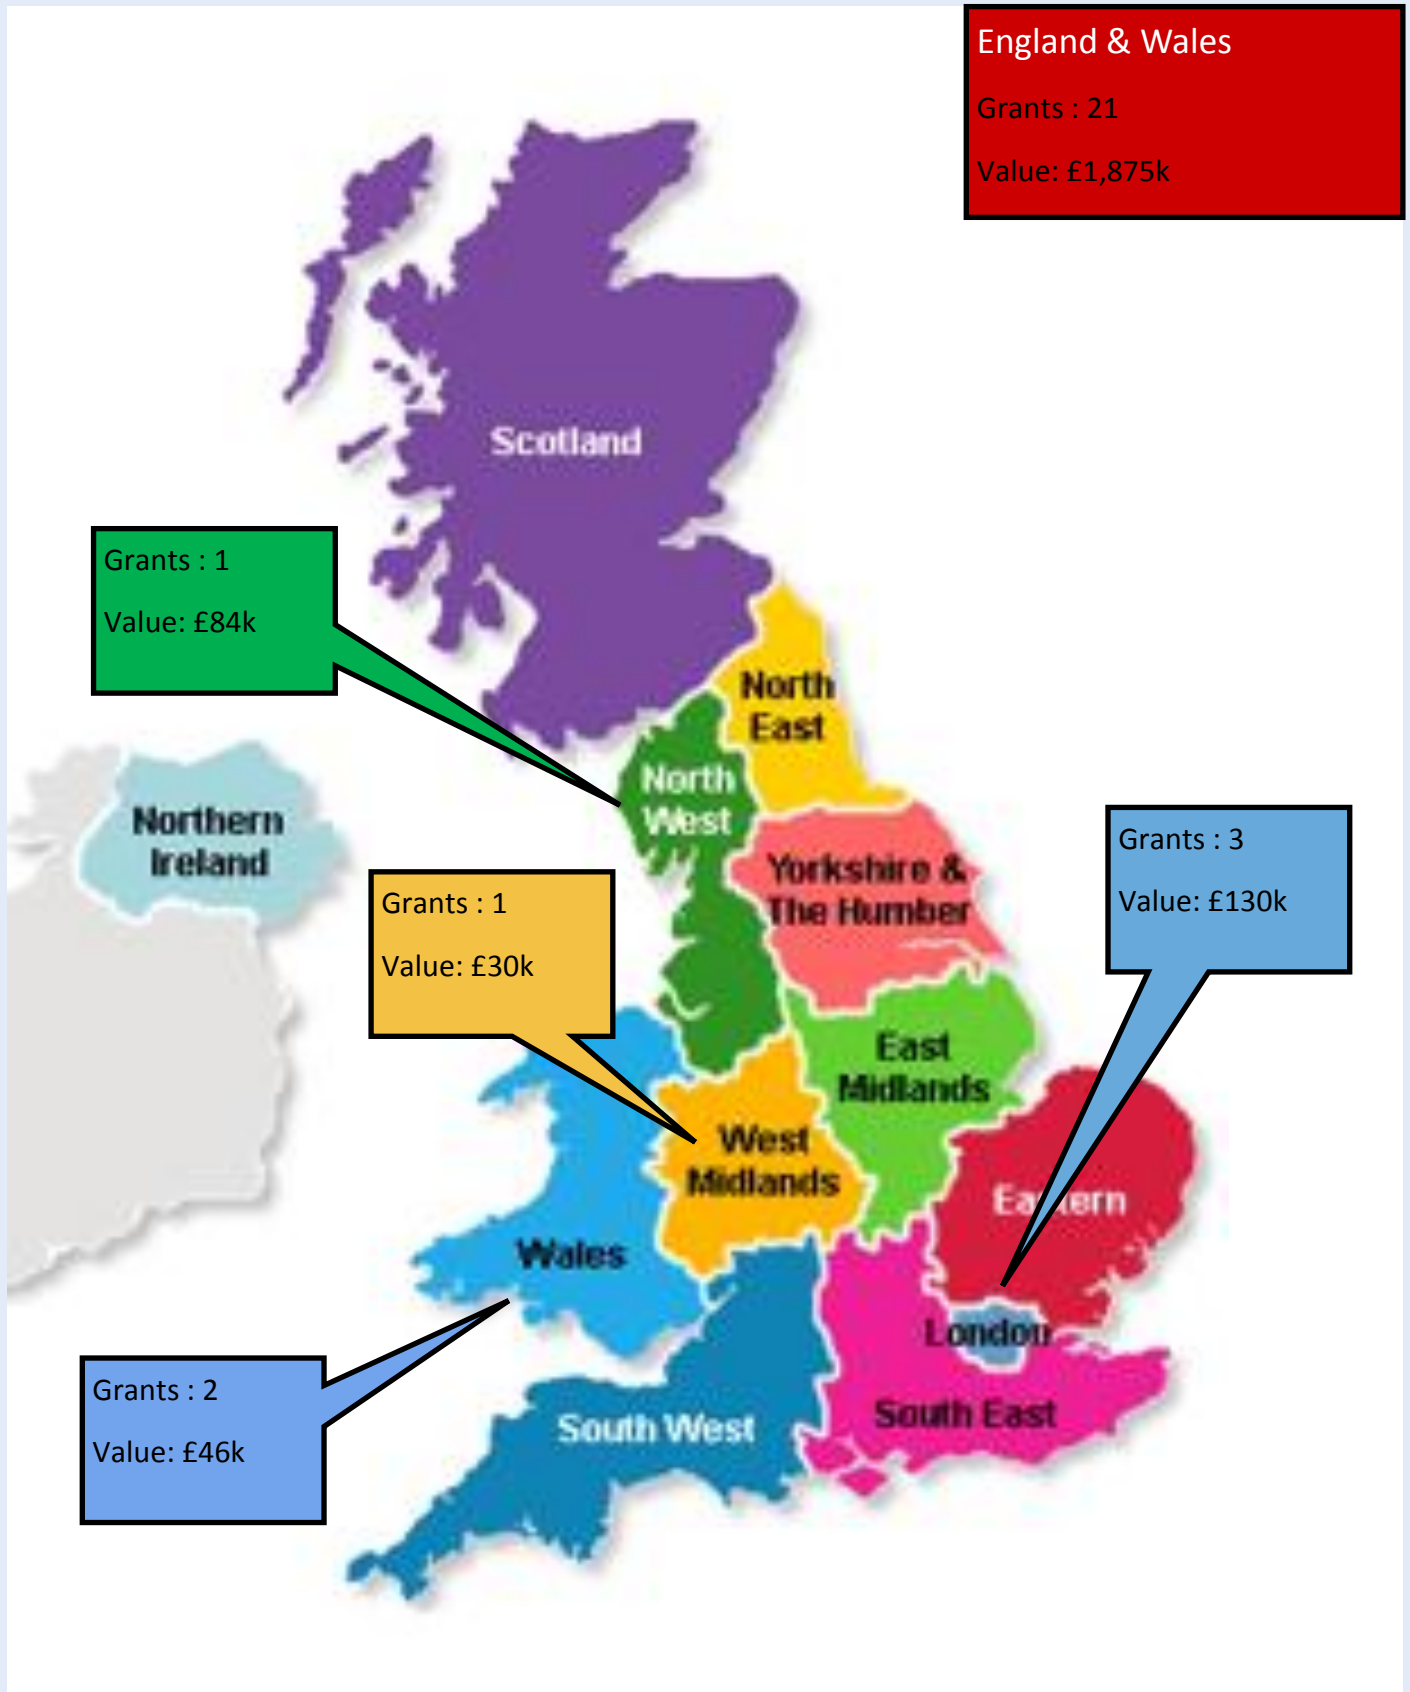 England & Wales
Grants : 21
Value: £1,875k
Scotland
Grants : 1
Value: £84k
North
East
North
West
Northern
Ireland
Yorkshire &
The Humber
Grants : 3
Value: £130k
Grants : 1
Value: £30k
East
Midlands
West
Midlands
Eastern
Wales
London
Grants : 2
Value: £46k
South West
South East